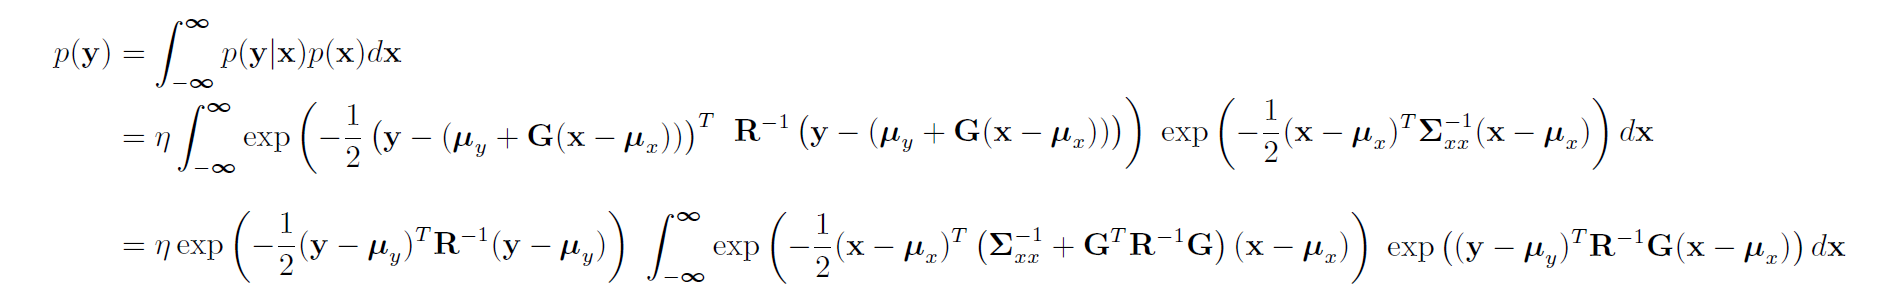 p(𝐲) = ∫_{−∞}^{∞} p(𝐲|𝐱)p(𝐱)d𝐱
= η ∫_{−∞}^{∞} exp ( −1/2 (𝐲 − (𝝁_y + 𝐆(𝐱 − 𝝁_x)))^T 𝐑^{−1} (𝐲 − (𝝁_y + 𝐆(𝐱 − 𝝁_x))) ) exp ( −1/2 (𝐱 − 𝝁_x)^T 𝚺_{xx}^{−1} (𝐱 − 𝝁_x) ) d𝐱
= η exp ( −1/2 (𝐲 − 𝝁_y)^T 𝐑^{−1} (𝐲 − 𝝁_y) ) ∫_{−∞}^{∞} exp ( −1/2 (𝐱 − 𝝁_x)^T (𝚺_{xx}^{−1} + 𝐆^T 𝐑^{−1} 𝐆) (𝐱 − 𝝁_x) ) exp ((𝐲 − 𝝁_y)^T 𝐑^{−1} 𝐆(𝐱 − 𝝁_x)) d𝐱